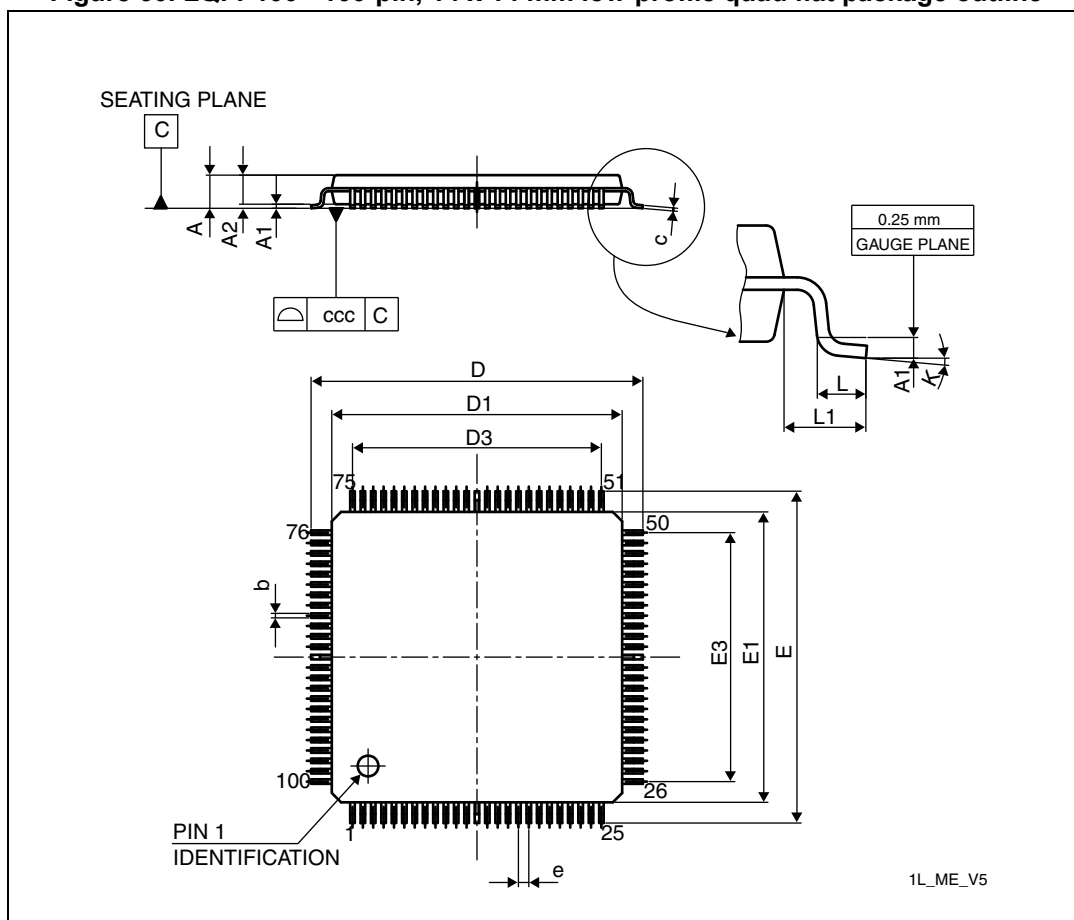 SEATING PLANE
C
A
A2
A1
c
ccc C
0.25 mm
GAUGE PLANE
A1
K
L
L1
D
D1
D3
75
51
76
50
b
E3
E1
E
100
26
1
25
PIN 1
IDENTIFICATION
e
1L_ME_V5